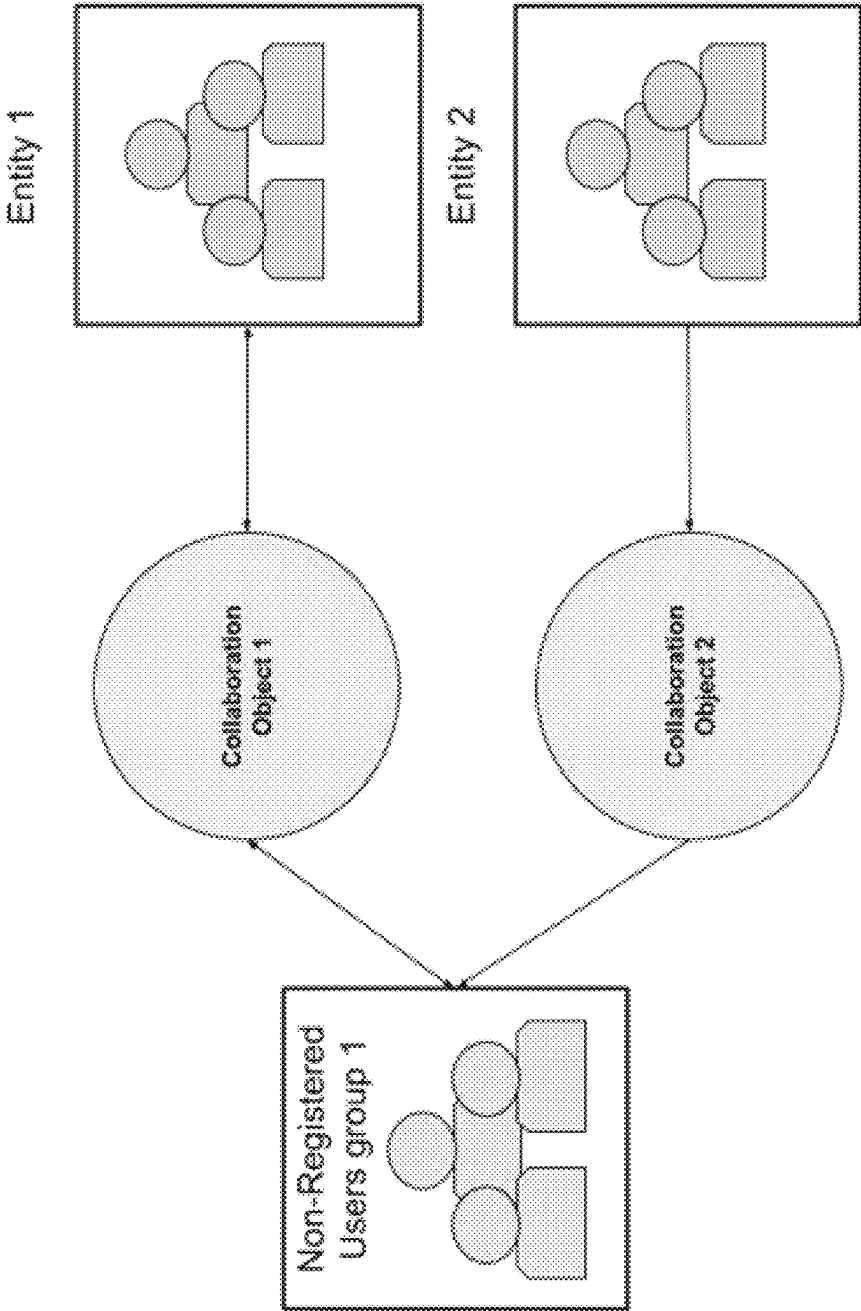 Entity 1
Entity 2
Collaboration
Object 1
Collaboration
Object 2
Non-Registered
Users group 1